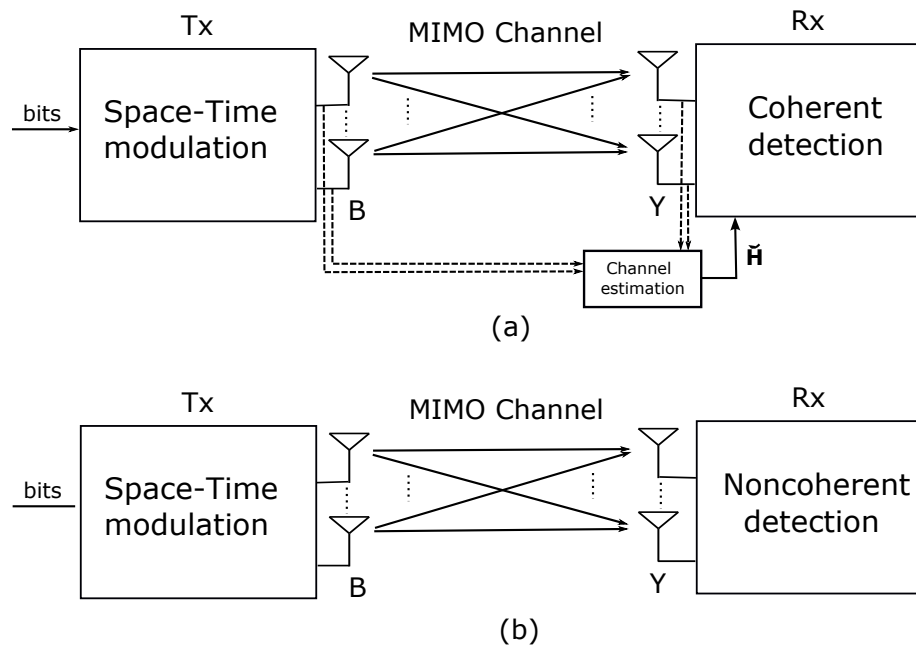 Tx
MIMO Channel
Rx
bits
Space-Time
modulation
Coherent
detection
B
Y
Channel
estimation
H̆
(a)
Tx
MIMO Channel
Rx
bits
Space-Time
modulation
Noncoherent
detection
B
Y
(b)